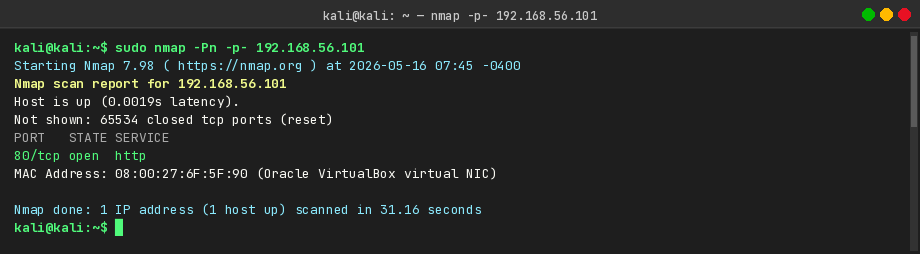 kali@kali: ~ — nmap -p- 192.168.56.101
kali@kali:~$ sudo nmap -Pn -p- 192.168.56.101
Starting Nmap 7.98 ( https://nmap.org ) at 2026-05-16 07:45 -0400
Nmap scan report for 192.168.56.101
Host is up (0.0019s latency).
Not shown: 65534 closed tcp ports (reset)
PORT   STATE SERVICE
80/tcp open  http
MAC Address: 08:00:27:6F:5F:90 (Oracle VirtualBox virtual NIC)
Nmap done: 1 IP address (1 host up) scanned in 31.16 seconds
kali@kali:~$